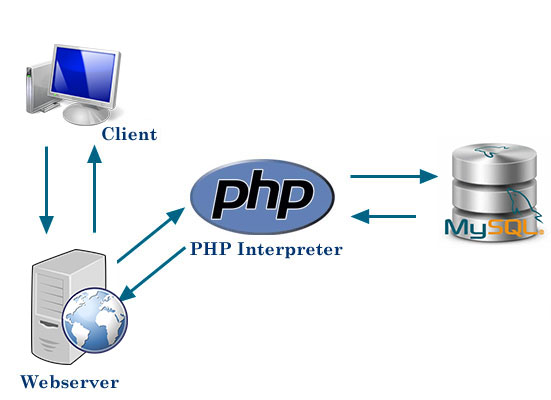 Client
php
PHP Interpreter
MySQL®
Webserver